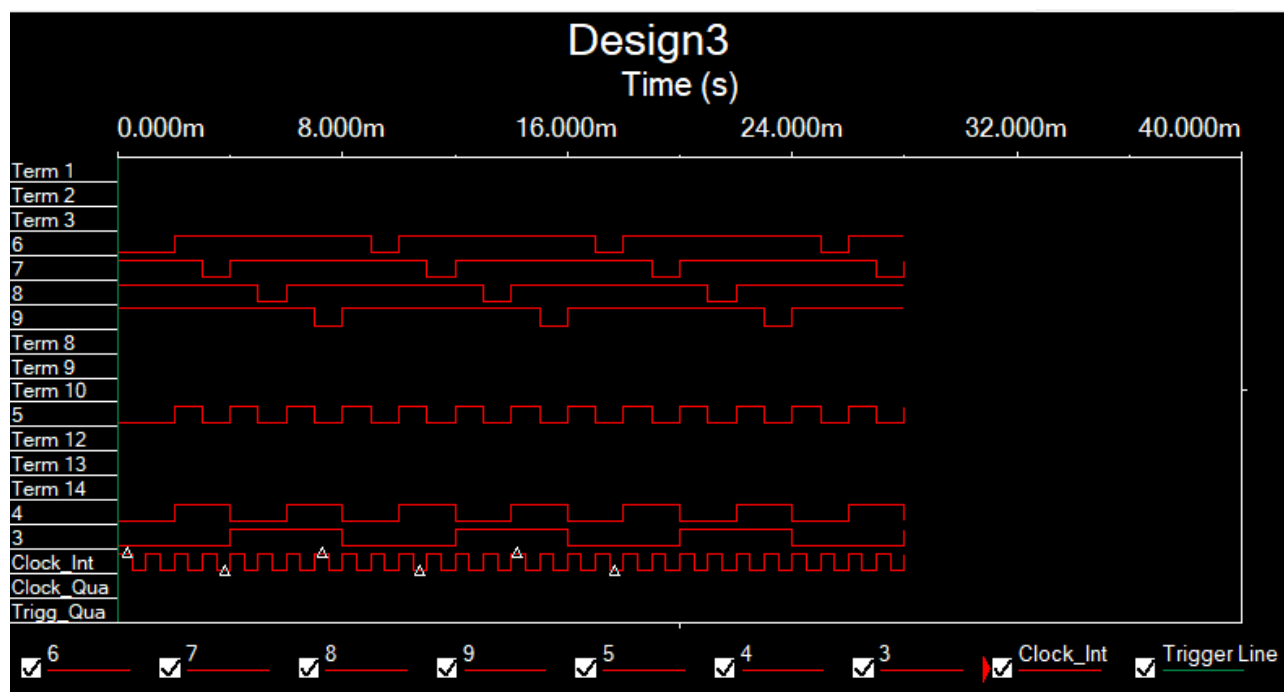 Design3
Time (s)
0.000m 8.000m 16.000m 24.000m 32.000m 40.000m
Term 1
Term 2
Term 3
6
7
8
9
Term 8
Term 9
Term 10
5
Term 12
Term 13
Term 14
4
3
Clock_Int
Clock_Qua
Trigg_Qua
6 7 8 9 5 4 3 Clock_Int Trigger Line